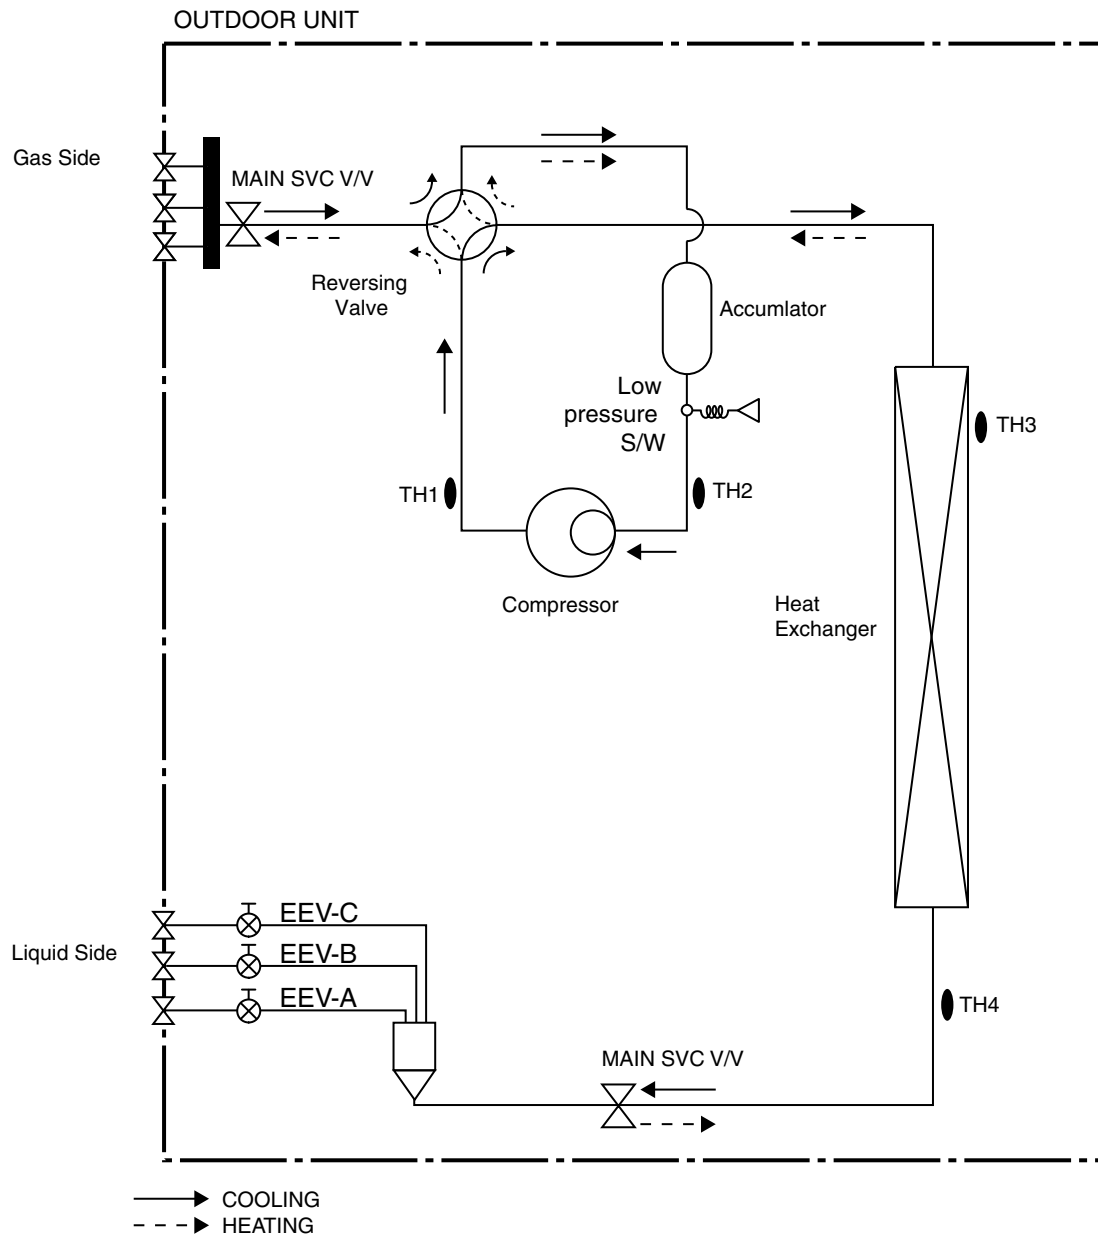 OUTDOOR UNIT
Gas Side
MAIN SVC V/V
Reversing
Valve
Accumlator
Low
pressure
S/W
TH3
TH1
TH2
Compressor
Heat
Exchanger
EEV-C
Liquid Side
EEV-B
EEV-A
TH4
MAIN SVC V/V
COOLING
HEATING